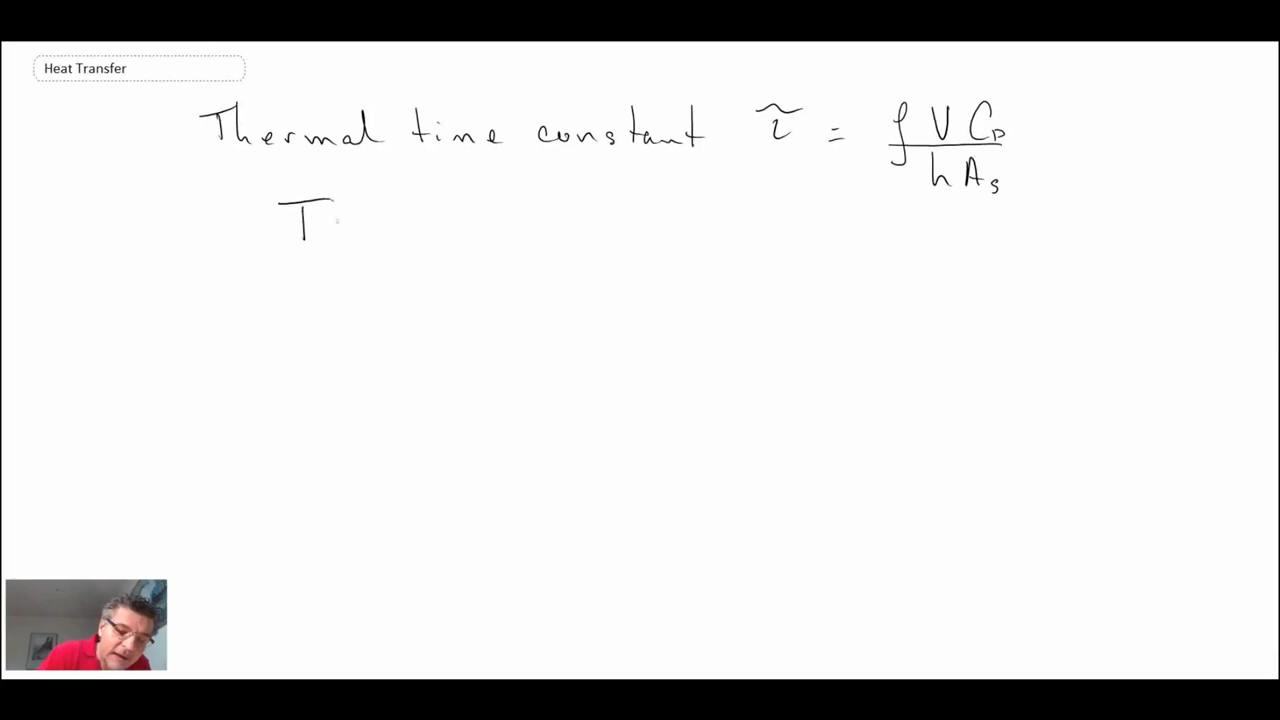 Heat Transfer
Thermal time constant τ = ρ V Cp / h As
T